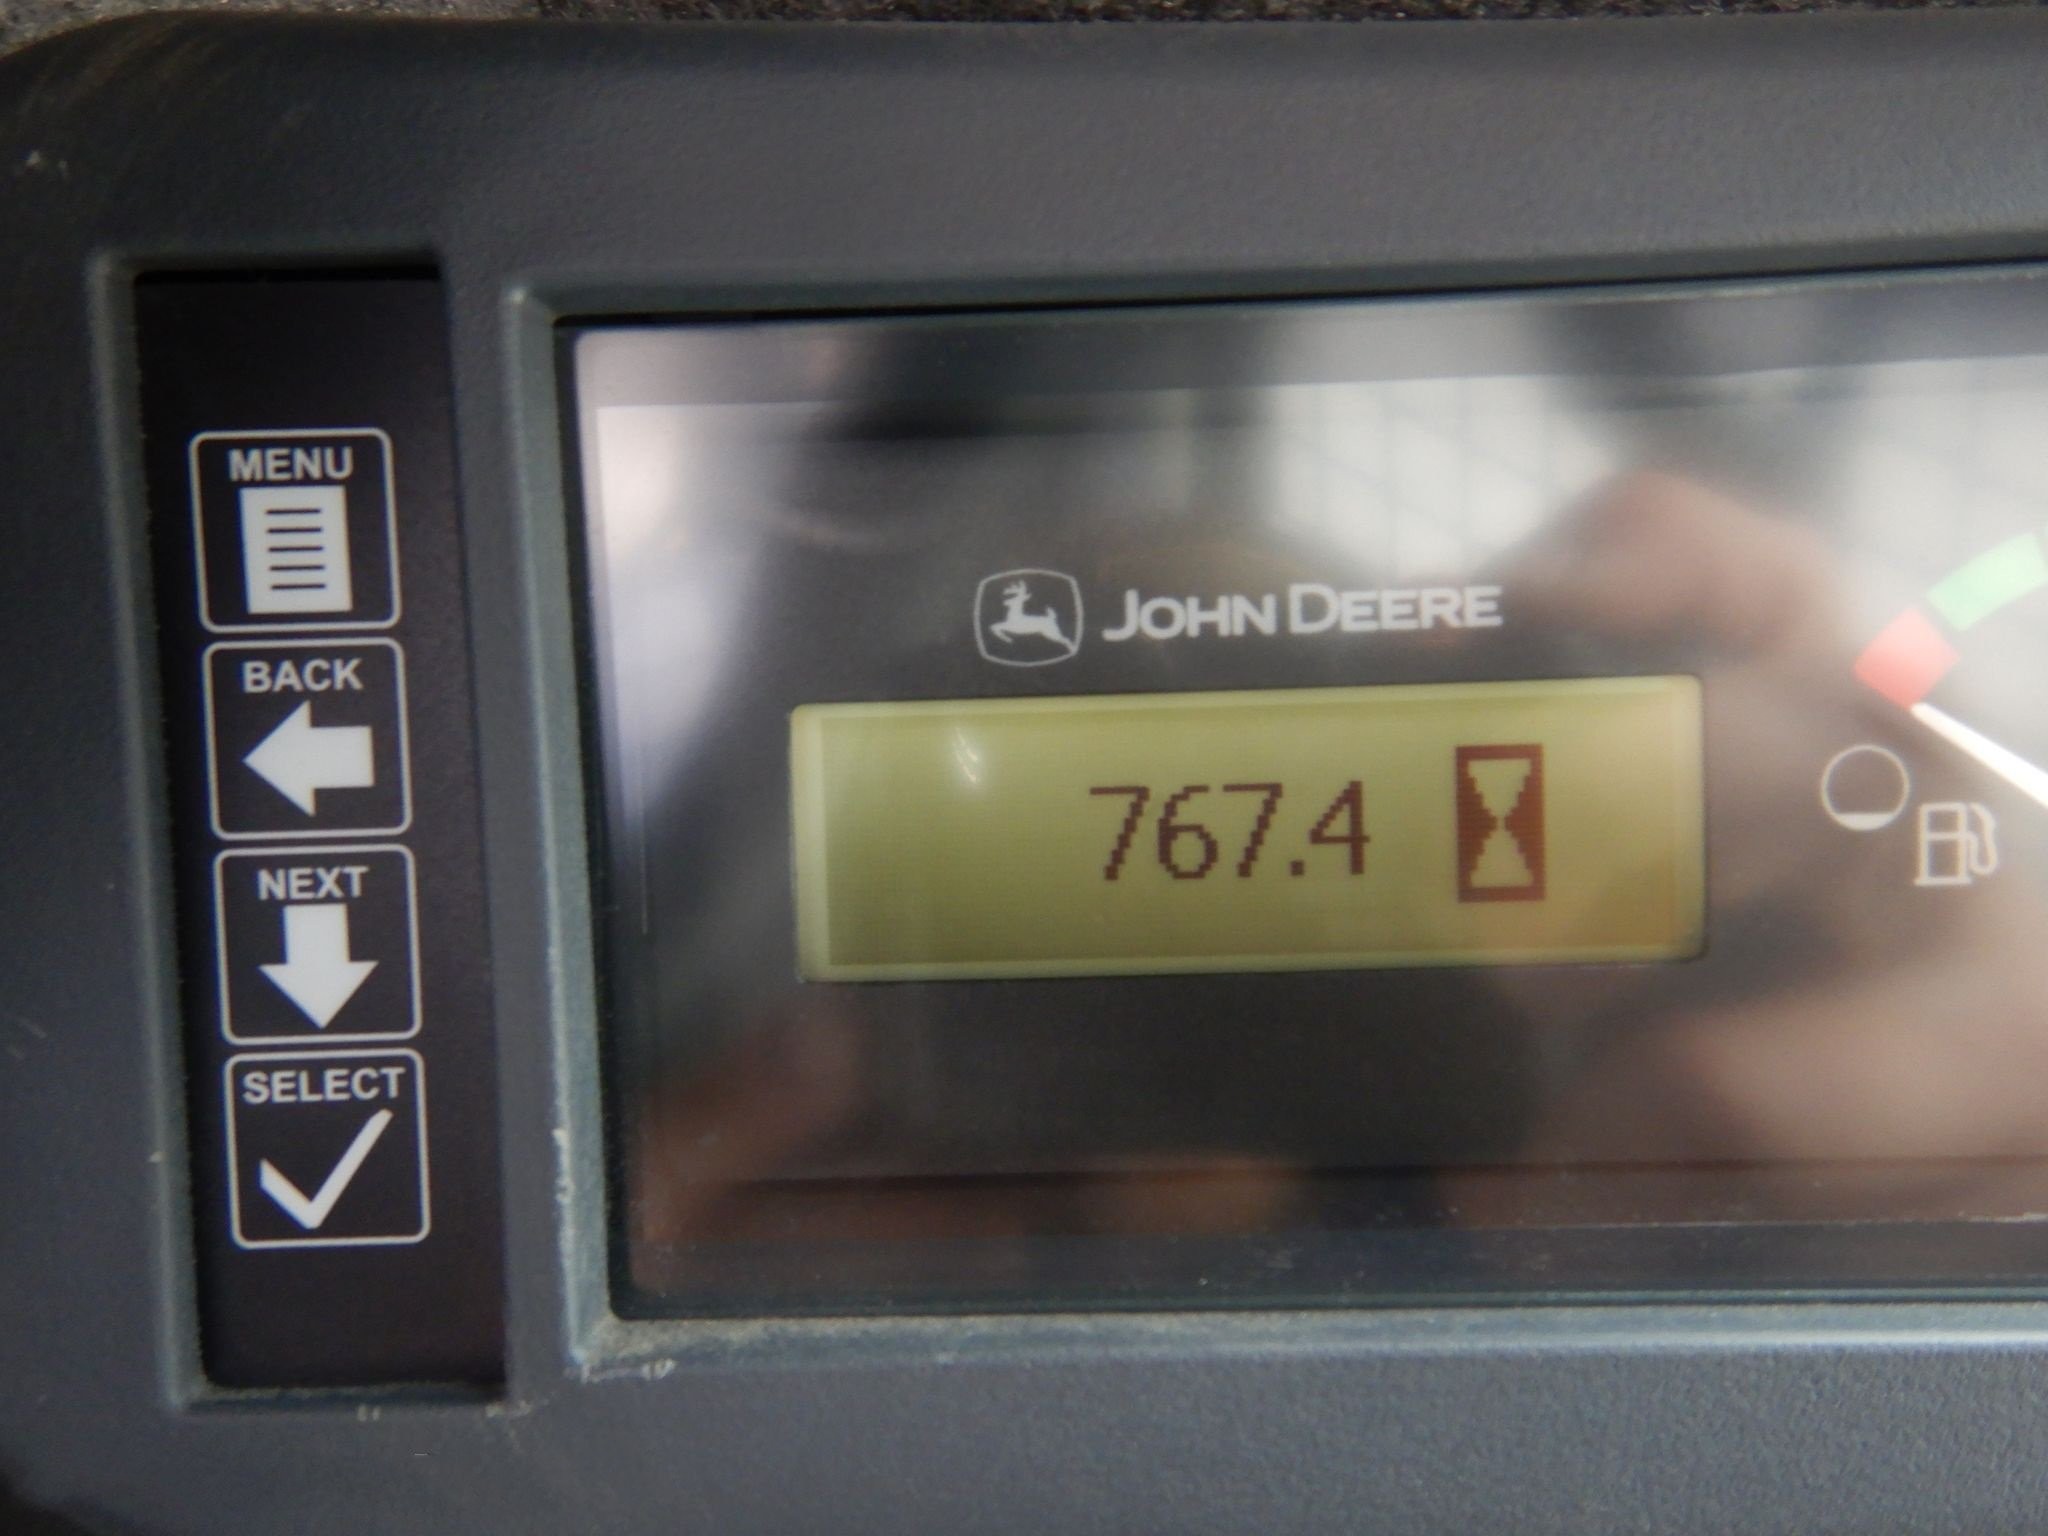 MENU
BACK
NEXT
SELECT
JOHN DEERE
767.4